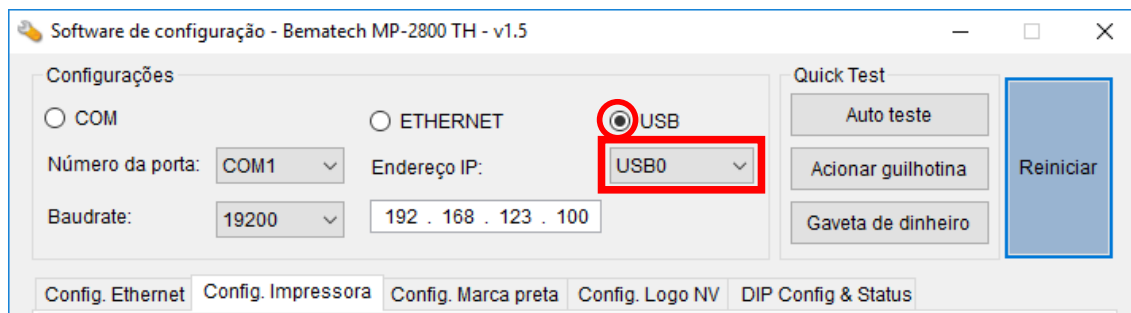 Software de configuração - Bematech MP-2800 TH - v1.5
Configurações
COM
ETHERNET
USB
Número da porta:
COM1
Endereço IP:
USB0
Baudrate:
19200
192 . 168 . 123 . 100
Quick Test
Auto teste
Acionar guilhotina
Gaveta de dinheiro
Reiniciar
Config. Ethernet
Config. Impressora
Config. Marca preta
Config. Logo NV
DIP Config & Status